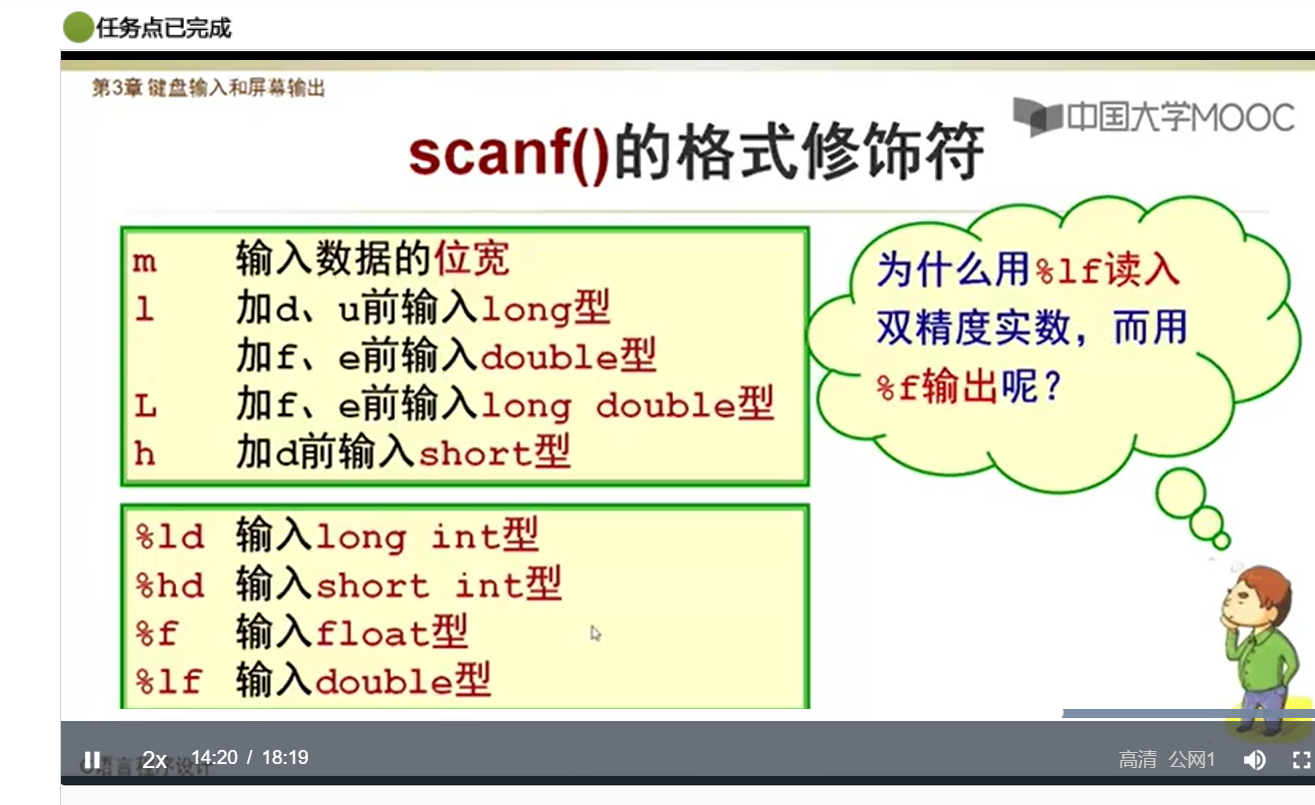 任务点已完成
第3章 键盘输入和屏幕输出
中国大学MOOC
scanf()的格式修饰符
m 输入数据的位宽
l 加d、u前输入long型
加f、e前输入double型
L 加f、e前输入long double型
h 加d前输入short型
为什么用%lf读入
双精度实数，而用
%f输出呢？
%ld 输入long int型
%hd 输入short int型
%f 输入float型
%lf 输入double型
C语言程序设计
2x 14:20 / 18:19 高清 公网1